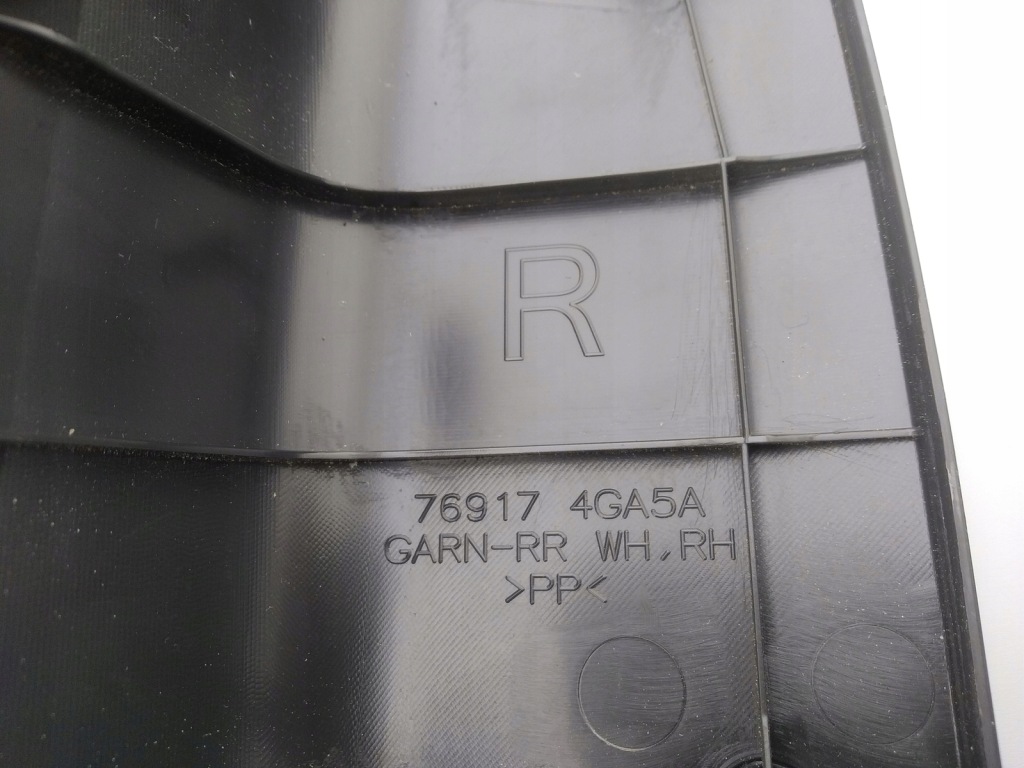 R
76917 4GA5A
GARN-RR WH,RH
>PP<